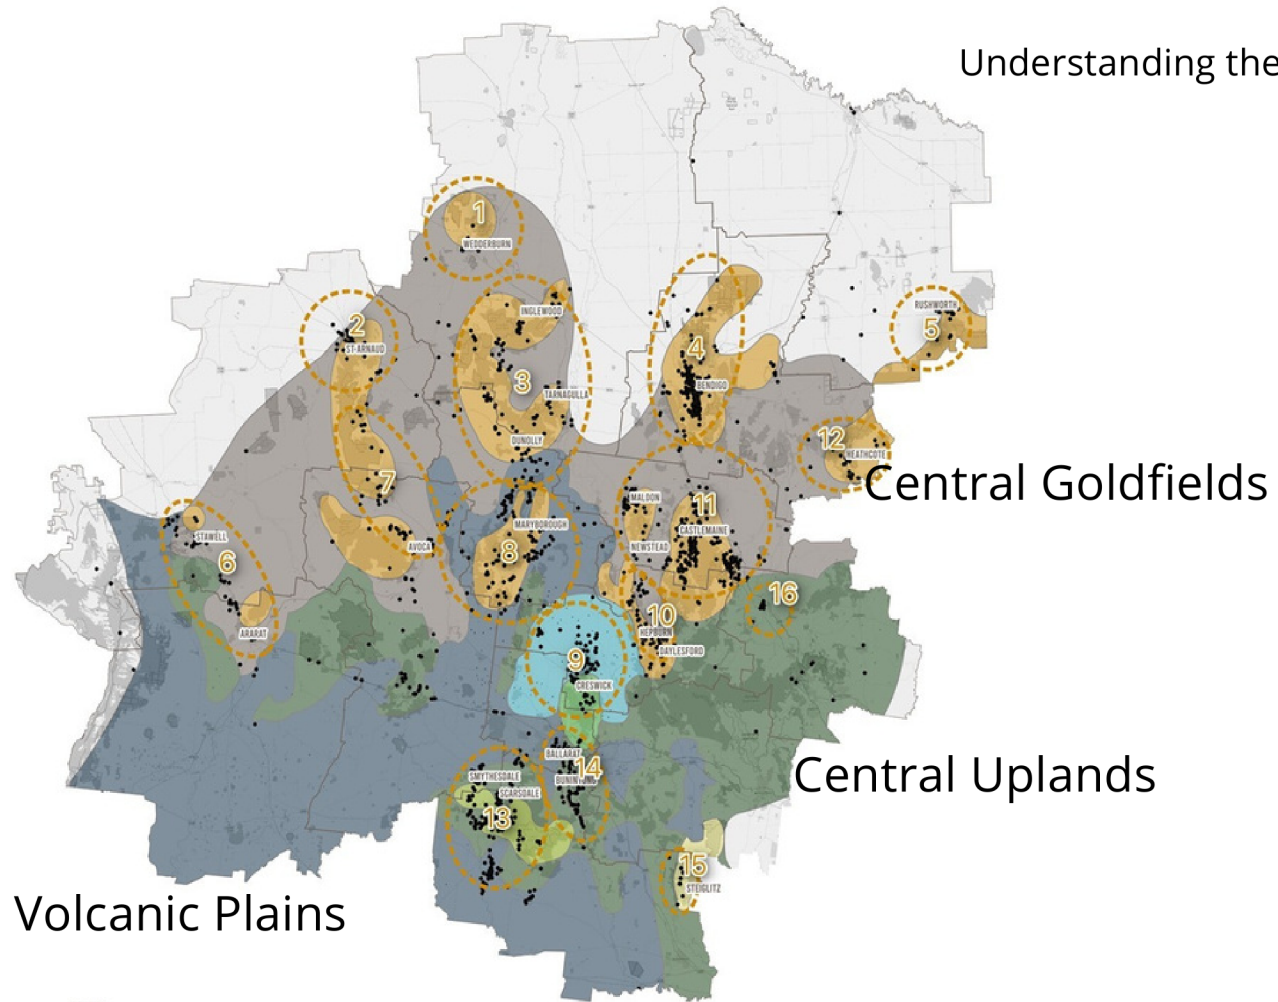 Understanding the
1
WEDDERBURN
2
ST-ARNAUD
INGLEWOOD
3
TARNAGULLA
DUNOLLY
4
BENDIGO
RUSHWORTH
5
12
HEATHCOTE
Central Goldfields
7
AVOCA
STAWELL
6
ARARAT
MARYBOROUGH
8
MALDON
11
CASTLEMAINE
NEWSTEAD
16
10
HEPBURN
DAYLESFORD
9
CRESWICK
Central Uplands
BALLARAT
14
SMYTHESDALE
SCARSDALE
13
15
STEIGLITZ
Volcanic Plains